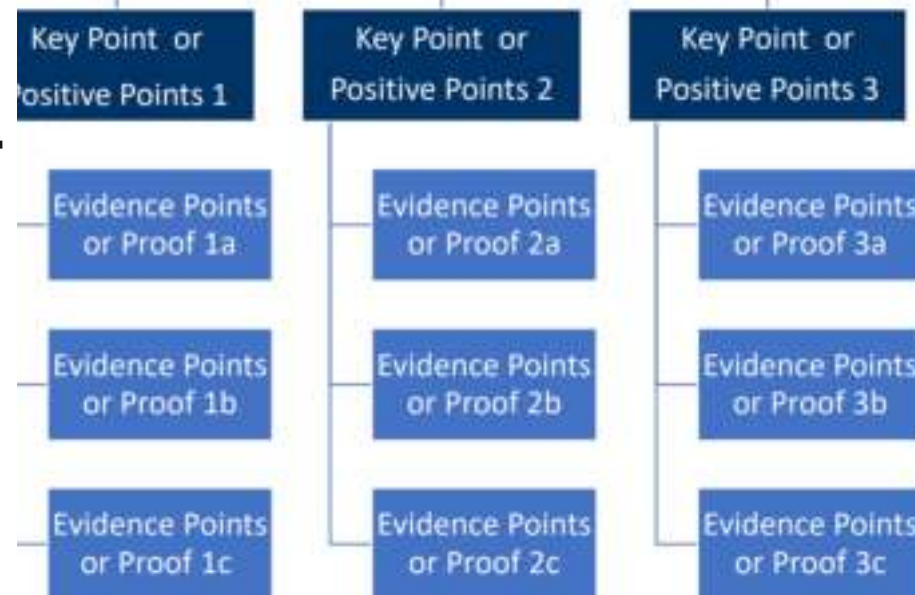 Key Point or
Positive Points 1
Key Point or
Positive Points 2
Key Point or
Positive Points 3
Evidence Points
or Proof 1a
Evidence Points
or Proof 2a
Evidence Points
or Proof 3a
Evidence Points
or Proof 1b
Evidence Points
or Proof 2b
Evidence Points
or Proof 3b
Evidence Points
or Proof 1c
Evidence Points
or Proof 2c
Evidence Points
or Proof 3c